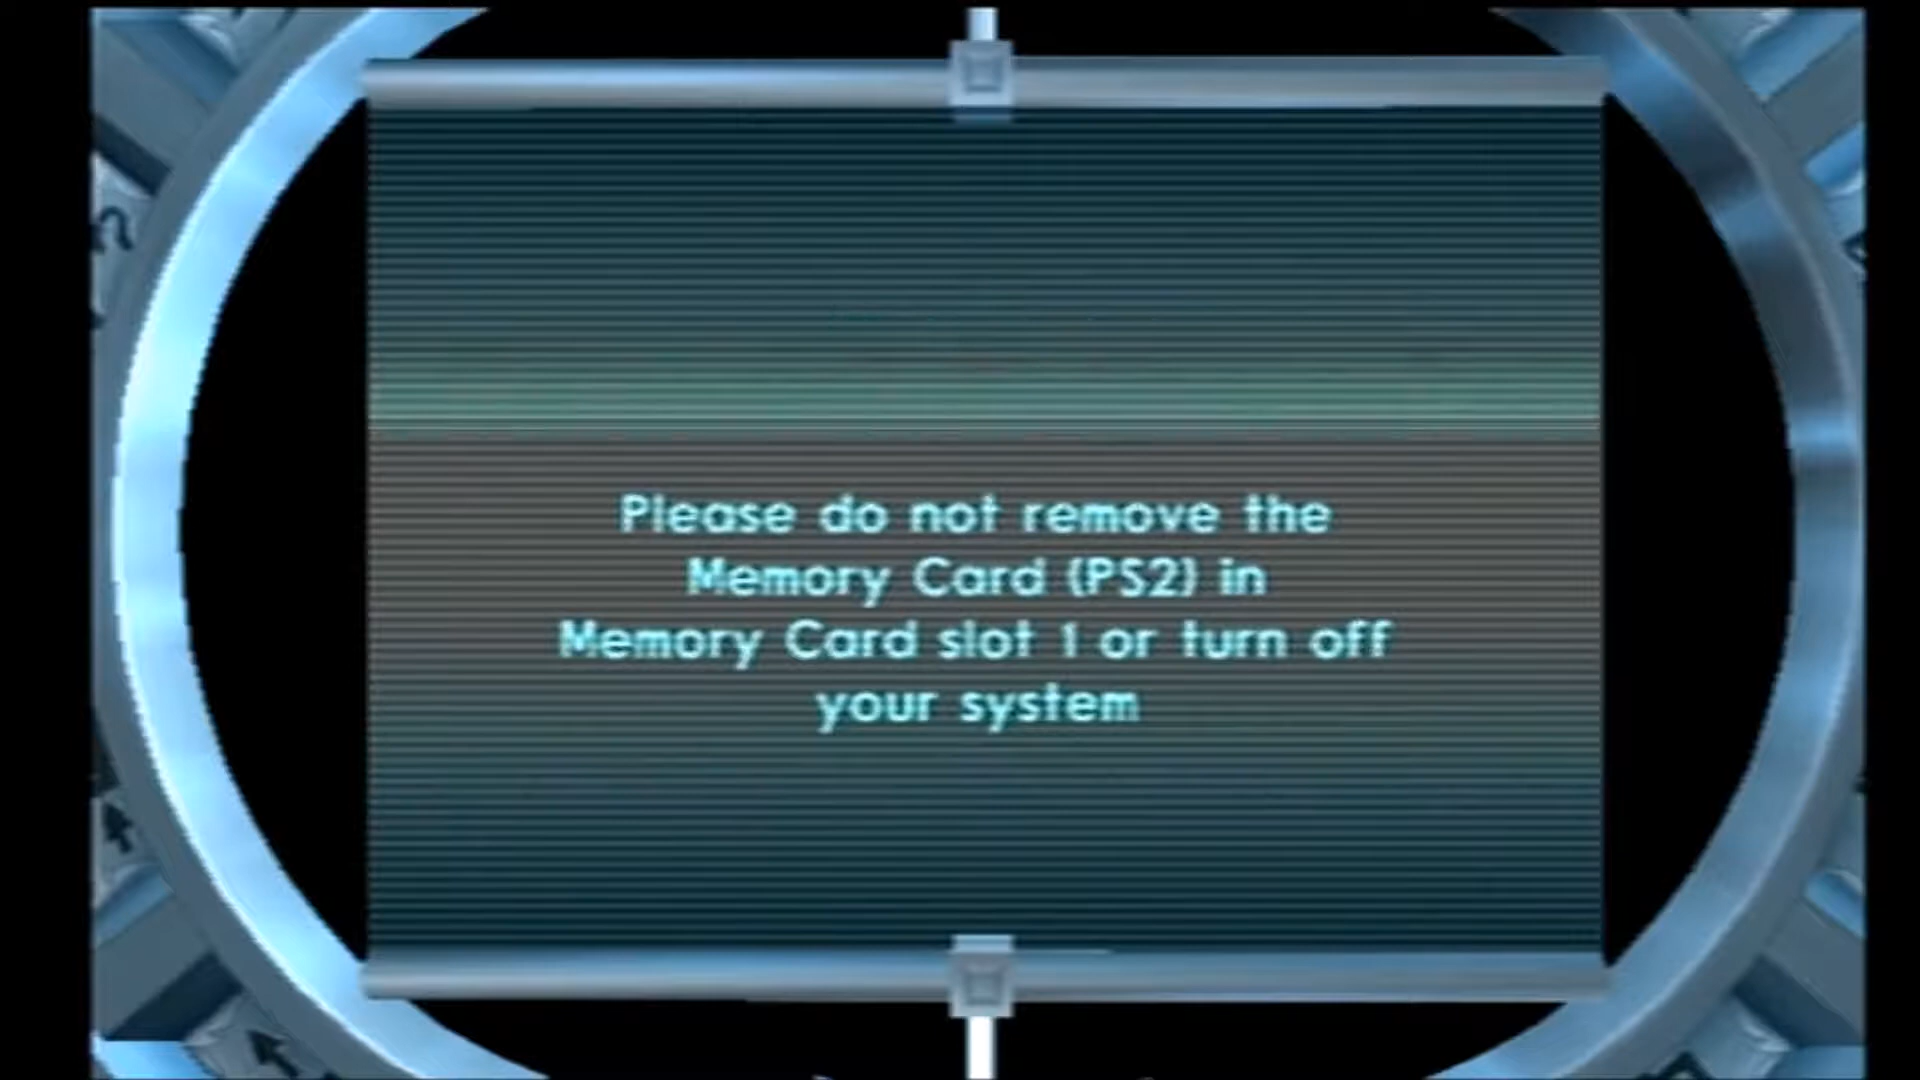 Please do not remove the
Memory Card (PS2) in
Memory Card slot 1 or turn off
your system